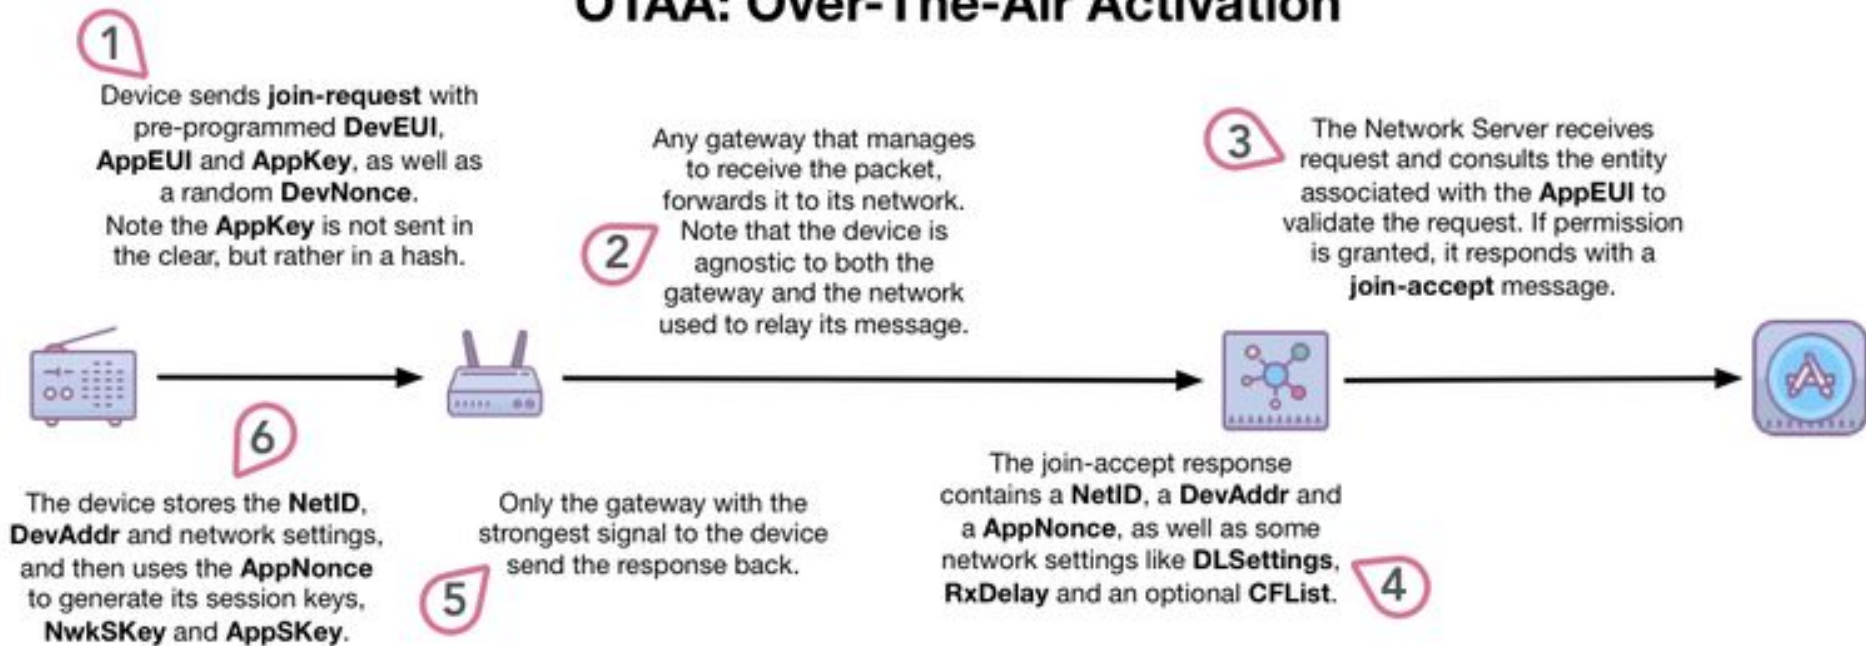 OTAA: Over-The-Air Activation
1
Device sends join-request with
pre-programmed DevEUI,
AppEUI and AppKey, as well as
a random DevNonce.
Note the AppKey is not sent in
the clear, but rather in a hash.
Any gateway that manages
to receive the packet,
forwards it to its network.
Note that the device is
agnostic to both the
gateway and the network
used to relay its message.
2
3
The Network Server receives
request and consults the entity
associated with the AppEUI to
validate the request. If permission
is granted, it responds with a
join-accept message.
The join-accept response
contains a NetID, a DevAddr and
a AppNonce, as well as some
network settings like DLSettings,
RxDelay and an optional CFList.
4
Only the gateway with the
strongest signal to the device
send the response back.
5
6
The device stores the NetID,
DevAddr and network settings,
and then uses the AppNonce
to generate its session keys,
NwkSKey and AppSKey.